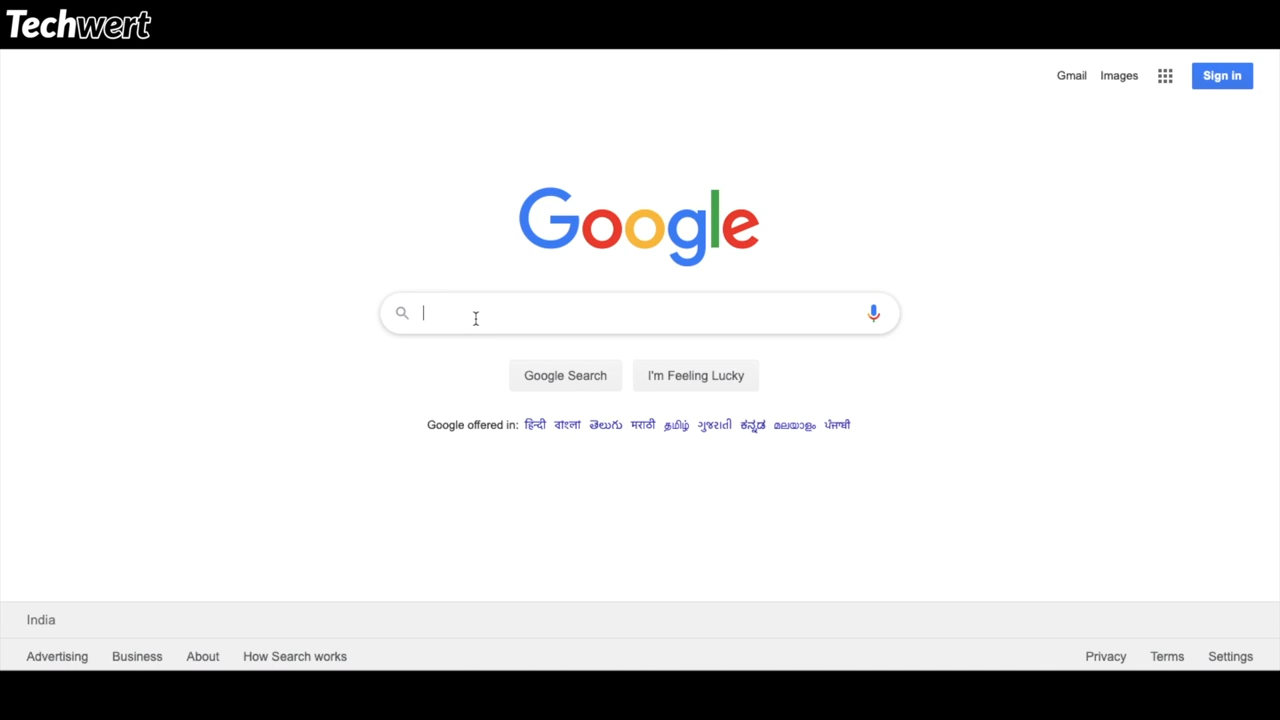 Techwert
Gmail Images Sign in
Google
Google Search I'm Feeling Lucky
Google offered in: हिन्दी বাংলা తెలుగు मराठी தமிழ் ગુજરાતી ಕನ್ನಡ മലയാളം ਪੰਜਾਬੀ
India
Advertising Business About How Search works Privacy Terms Settings